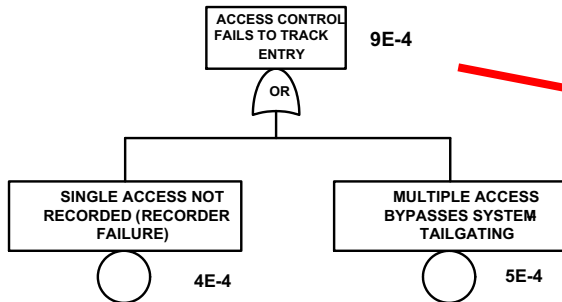 ACCESS CONTROL
FAILS TO TRACK
ENTRY
9E-4
OR
SINGLE ACCESS NOT
RECORDED (RECORDER
FAILURE)
4E-4
MULTIPLE ACCESS
BYPASSES SYSTEM-
TAILGATING
5E-4